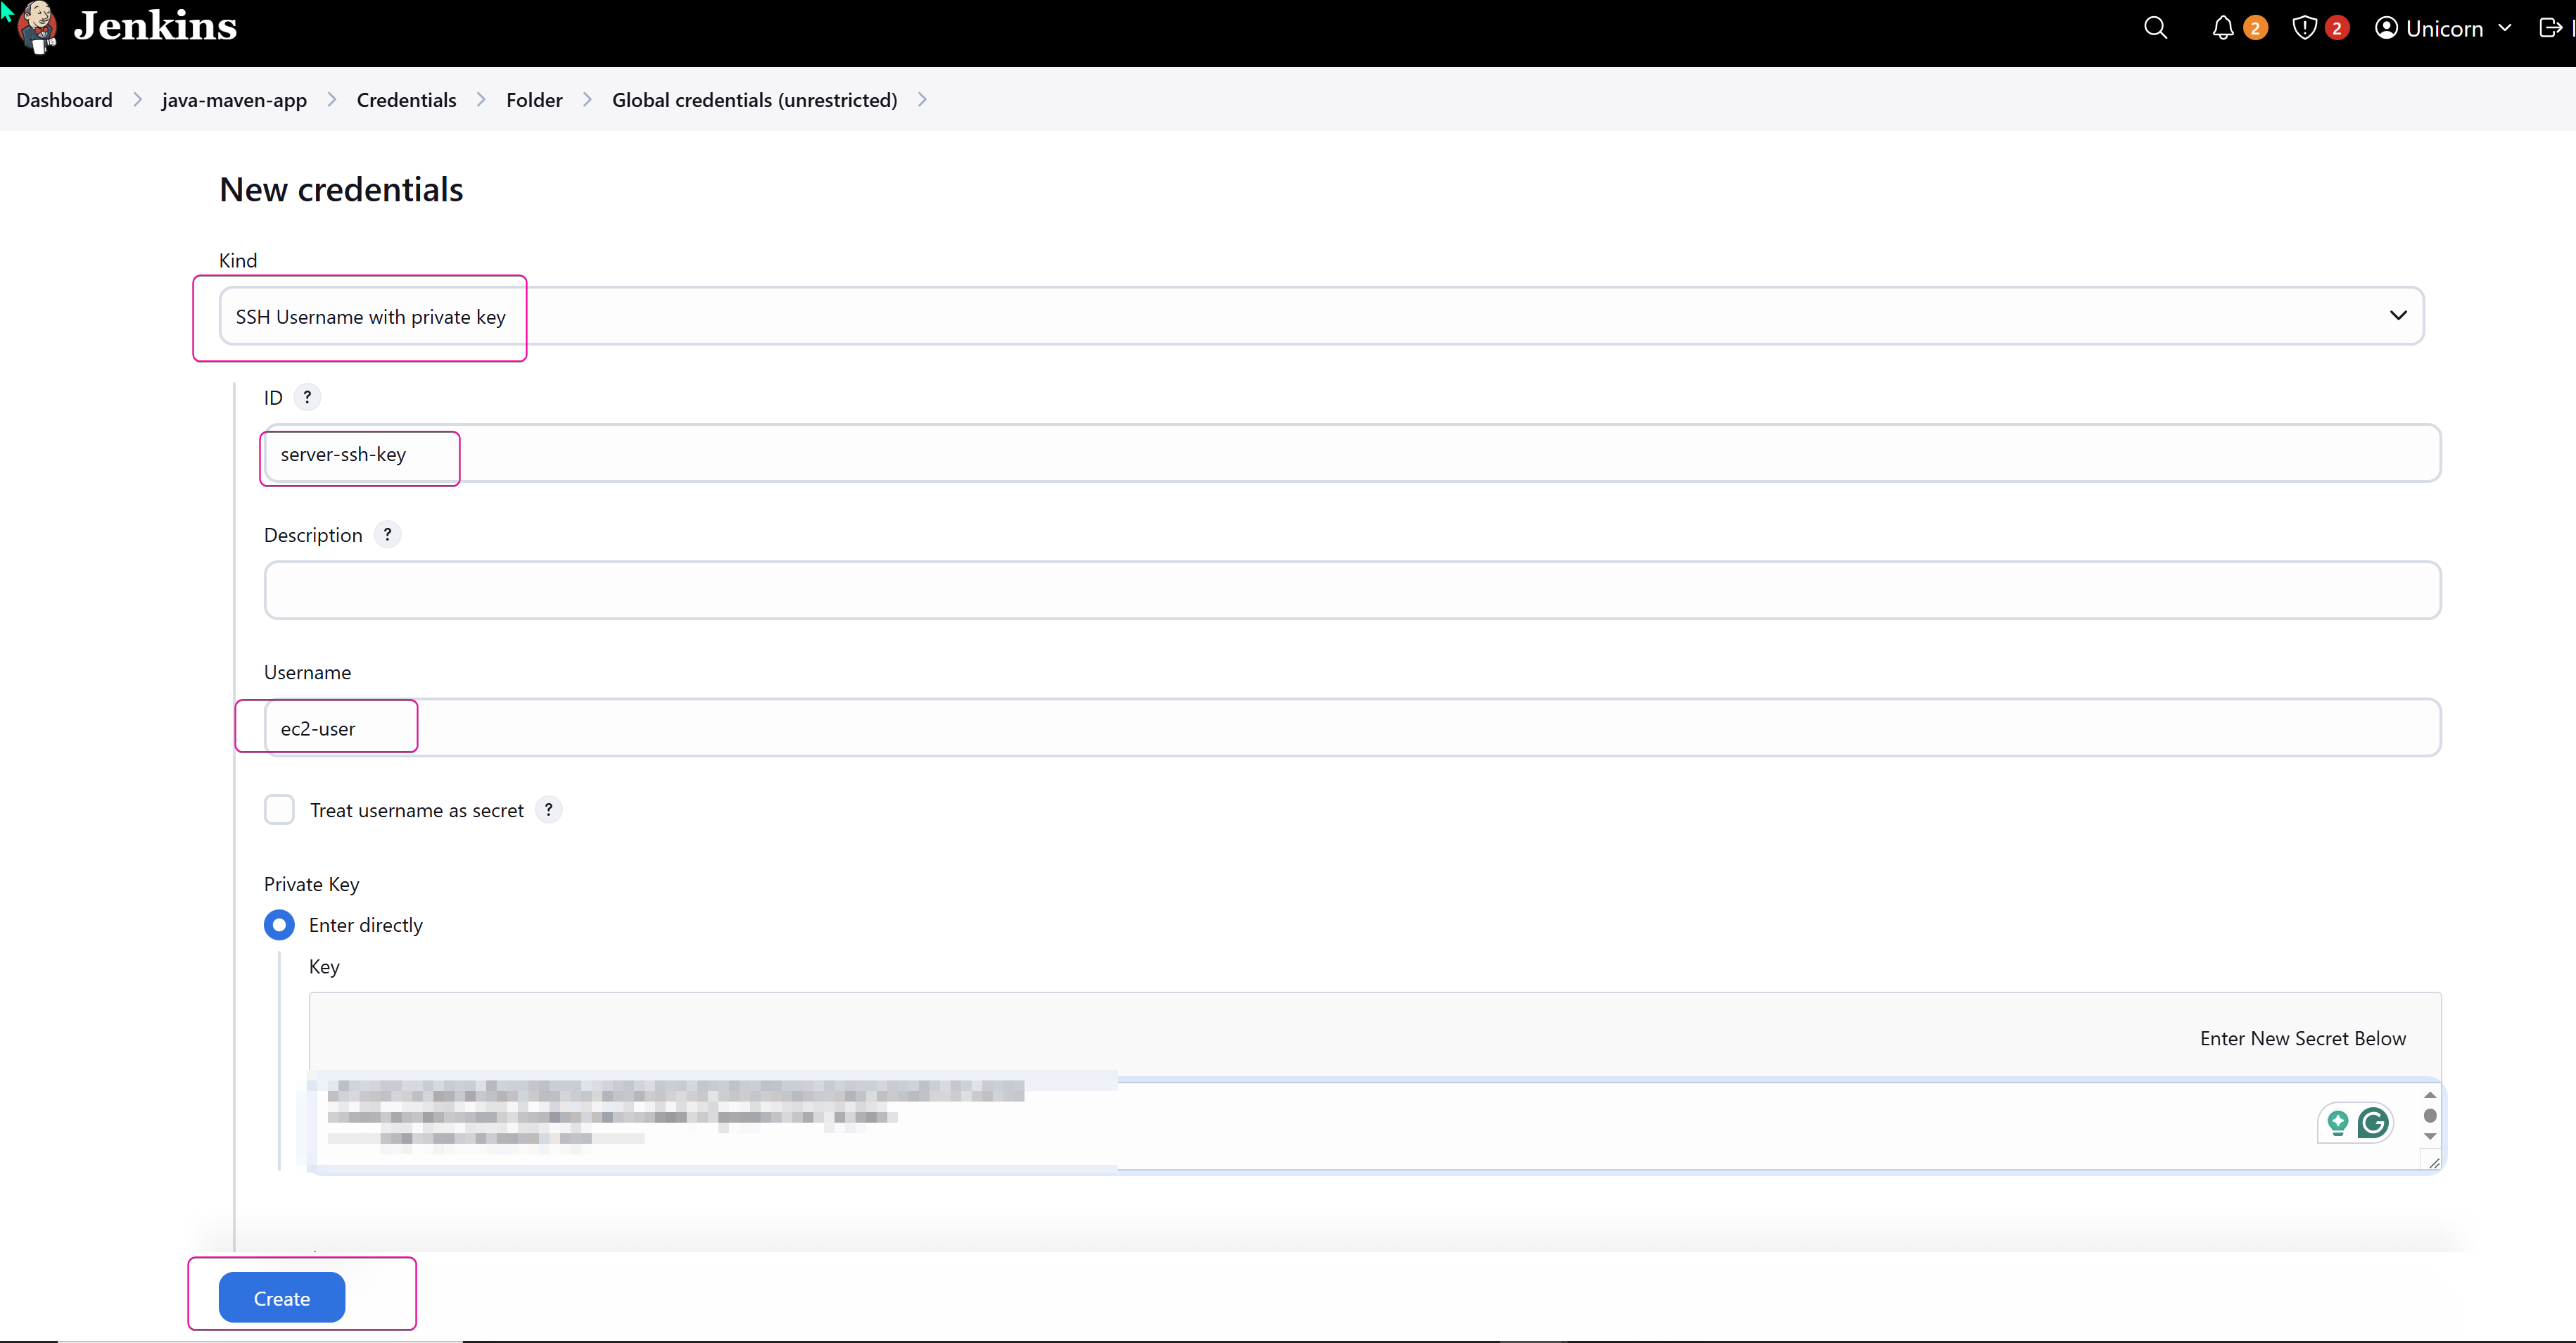 Jenkins
2
2
Unicorn
Dashboard
java-maven-app
Credentials
Folder
Global credentials (unrestricted)
New credentials
Kind
SSH Username with private key
ID ?
server-ssh-key
Description ?
Username
ec2-user
Treat username as secret ?
Private Key
Enter directly
Key
Enter New Secret Below
Create